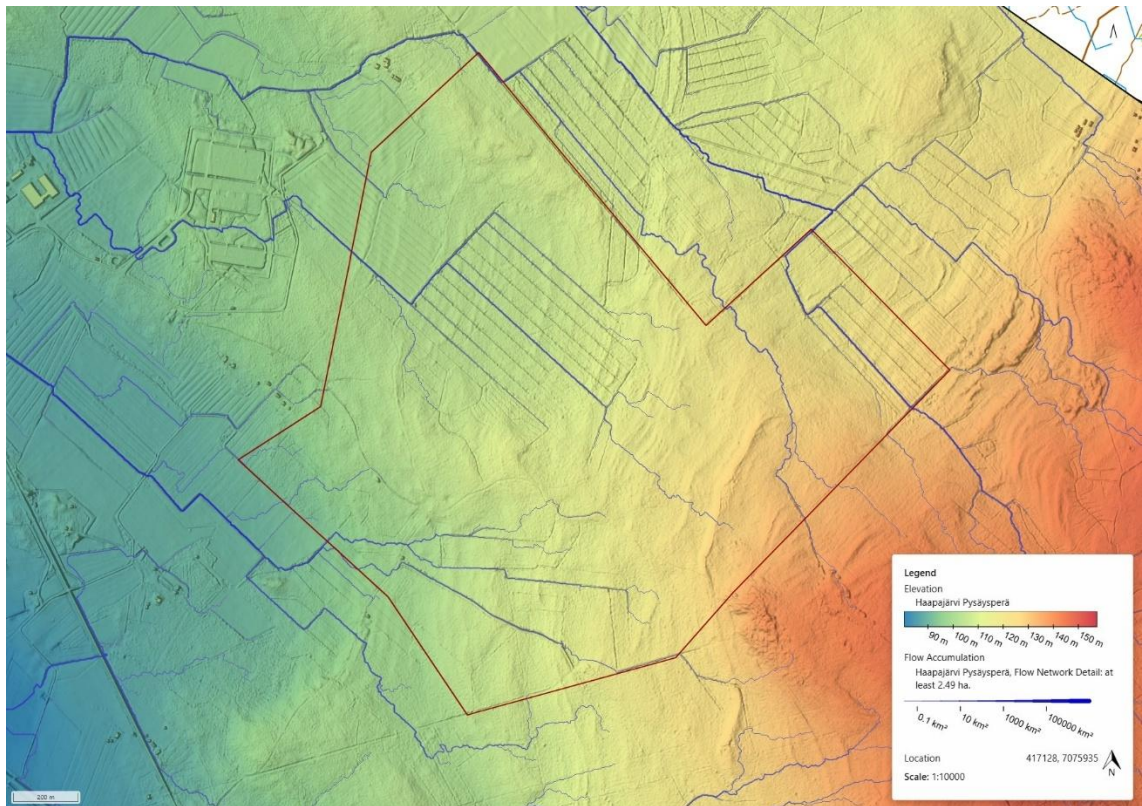 Legend
Elevation
Haapajärvi Pysäysperä
90 m 100 m 110 m 120 m 130 m 140 m 150 m
Flow Accumulation
Haapajärvi Pysäysperä, Flow Network Detail: at
least 2.49 ha.
0.1 km² 10 km² 1000 km² 100000 km²
Location 417128, 7075935
Scale: 1:10000
N
200 m